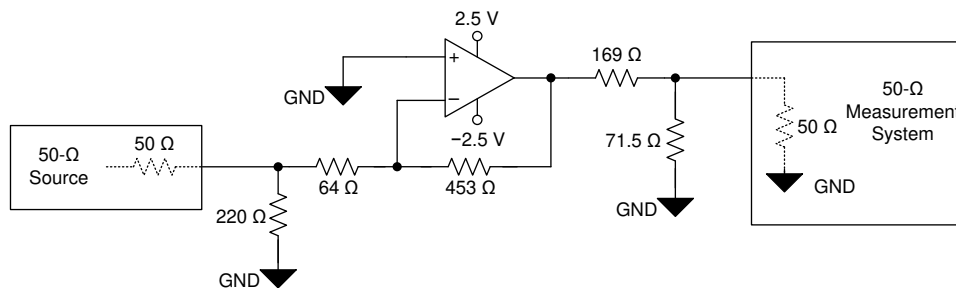 2.5 V
+
−
−2.5 V
GND
169 Ω
71.5 Ω
GND
50-Ω
Measurement
System
50 Ω
GND
50-Ω
Source
50 Ω
64 Ω
453 Ω
220 Ω
GND